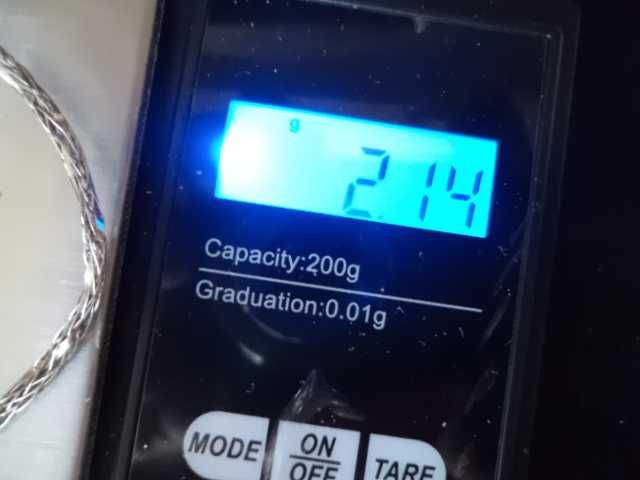 g
2.14
Capacity:200g
Graduation:0.01g
MODE
ON
OFF
TARE